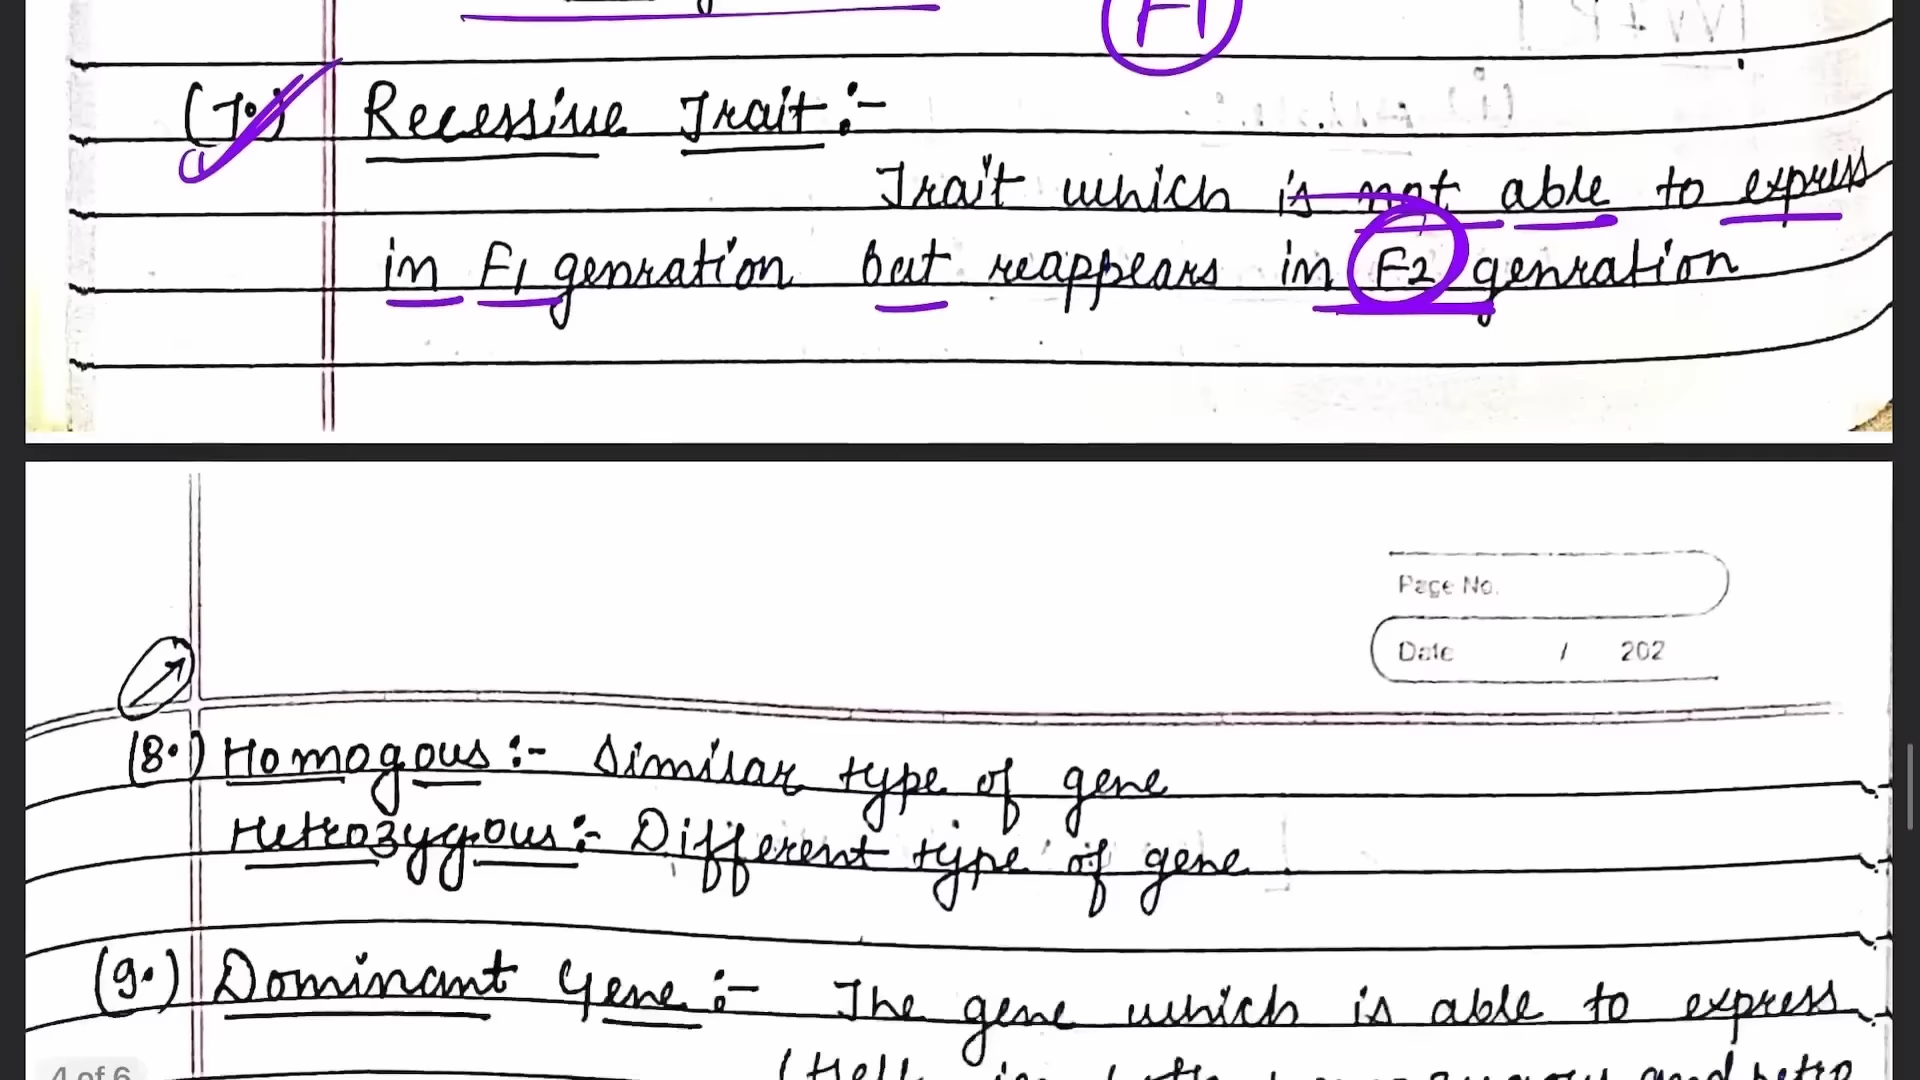 F1
(7.) Recessive Trait :-
Trait which is not able to express
in F1 genration but reappears in F2 genration
Page No.
Date / 202
(8.) Homogous :- Similar type of gene
Hetrozygous :- Different type of gene
(9.) Dominant Gene :- The gene which is able to express
4 of 6